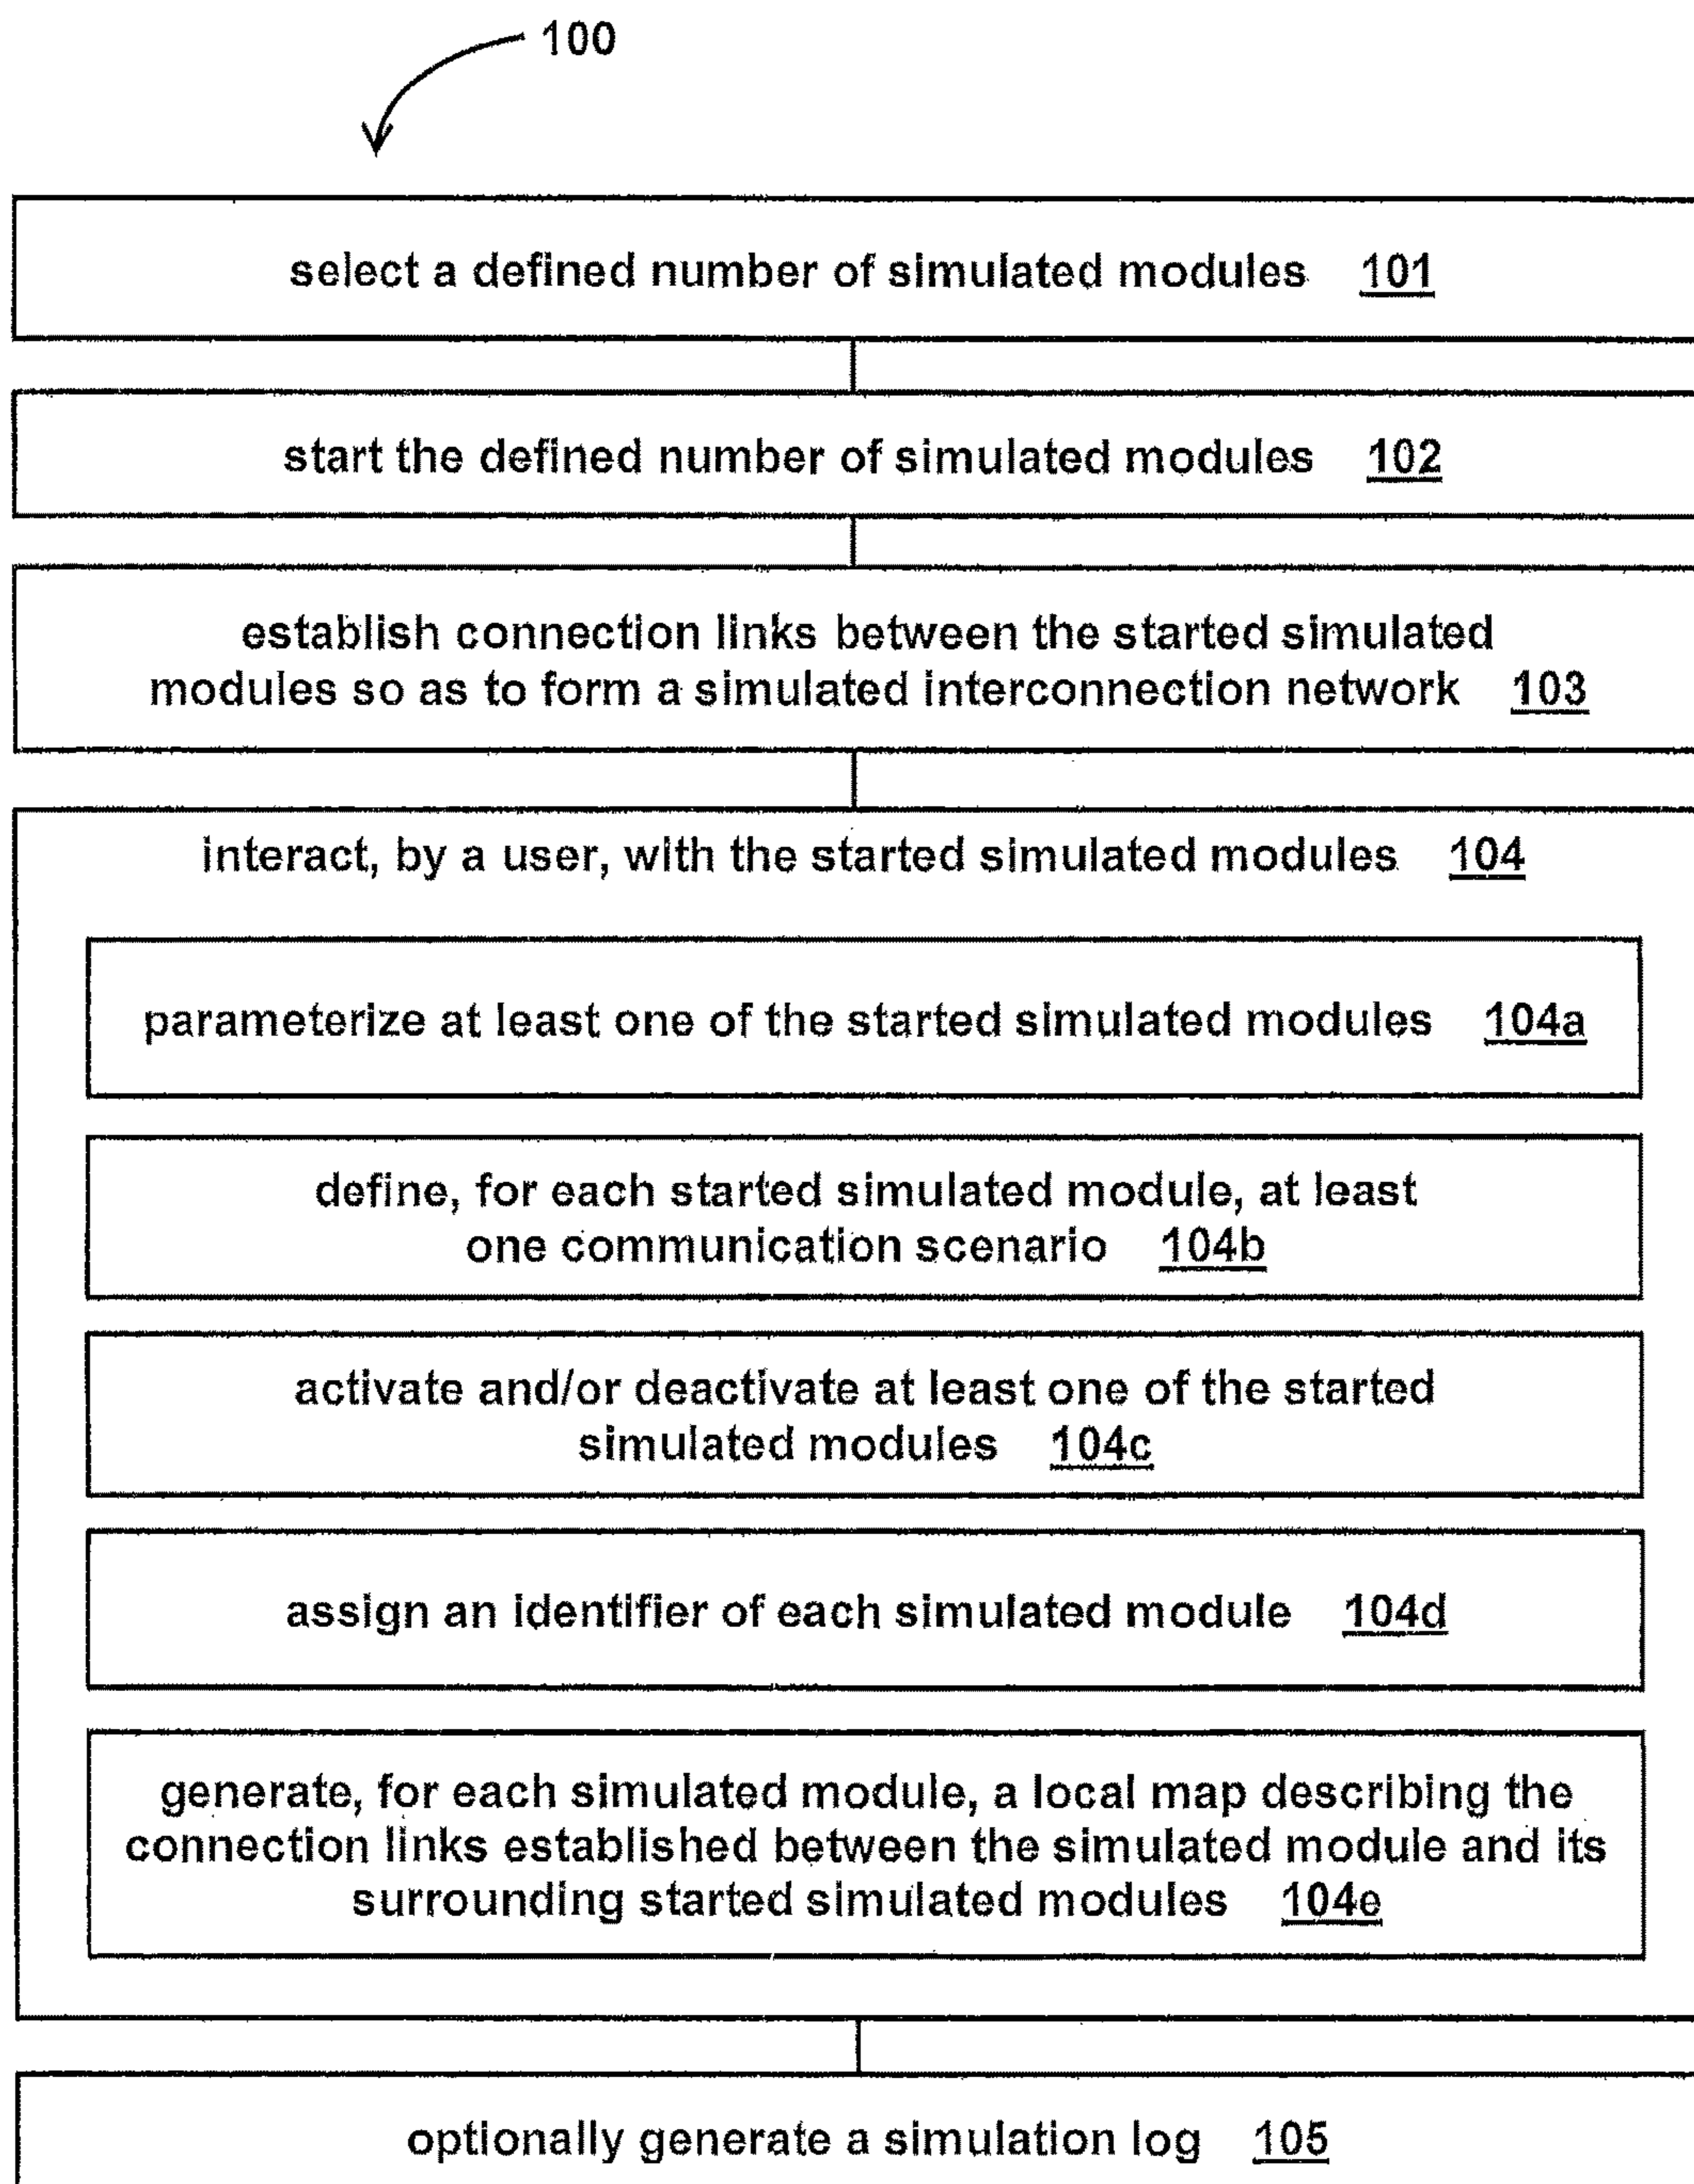 100
select a defined number of simulated modules 101
start the defined number of simulated modules 102
establish connection links between the started simulated
modules so as to form a simulated interconnection network 103
interact, by a user, with the started simulated modules 104
parameterize at least one of the started simulated modules 104a
define, for each started simulated module, at least
one communication scenario 104b
activate and/or deactivate at least one of the started
simulated modules 104c
assign an identifier of each simulated module 104d
generate, for each simulated module, a local map describing the
connection links established between the simulated module and its
surrounding started simulated modules 104e
optionally generate a simulation log 105